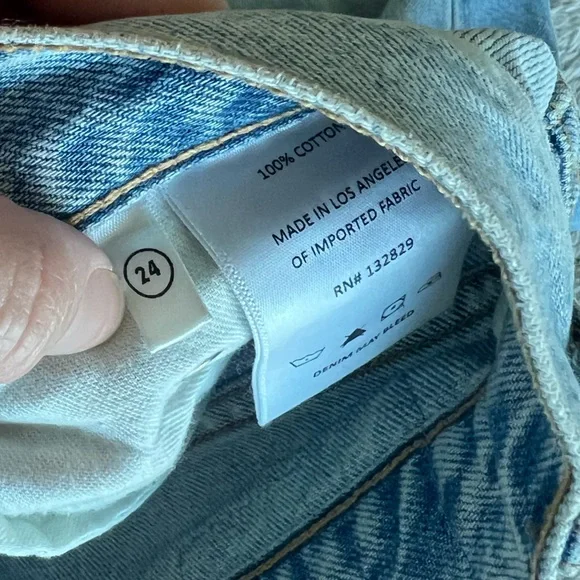 24
100% COTTON
MADE IN LOS ANGELES
OF IMPORTED FABRIC
RN# 132829
DENIM MAY BLEED